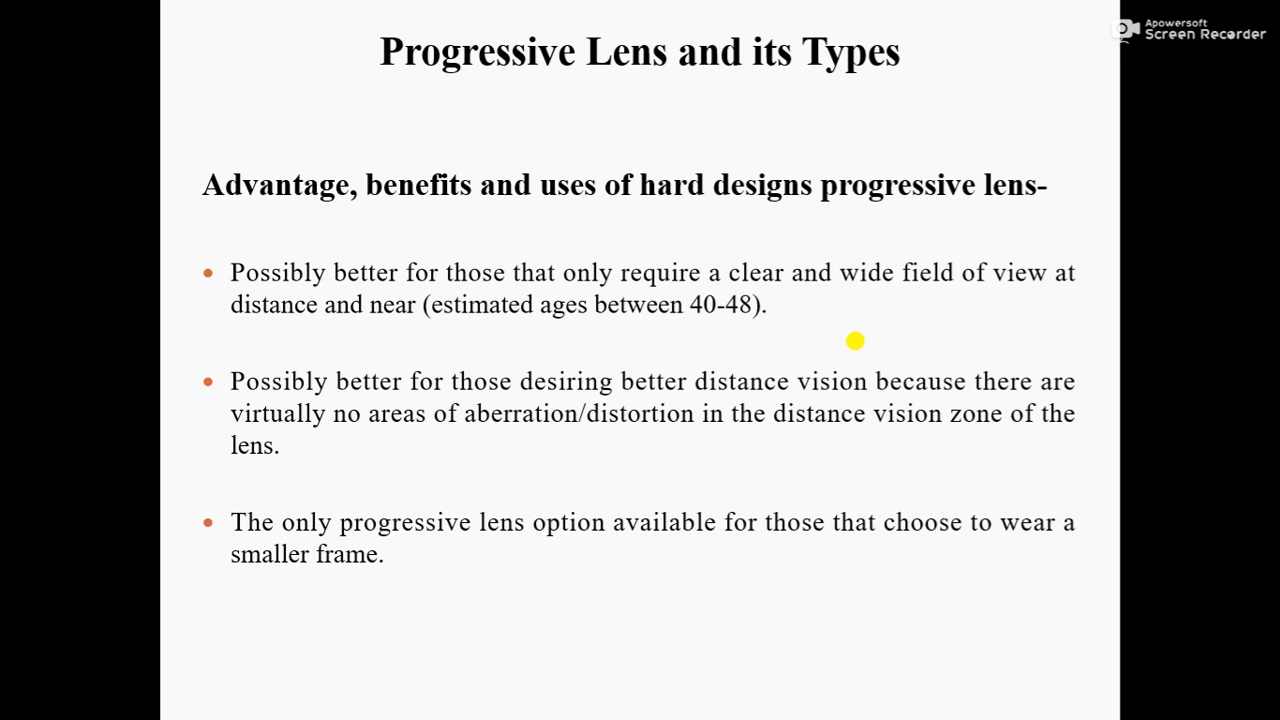 Apowersoft
Screen Recorder
Progressive Lens and its Types
Advantage, benefits and uses of hard designs progressive lens-
• Possibly better for those that only require a clear and wide field of view at
distance and near (estimated ages between 40-48).
• Possibly better for those desiring better distance vision because there are
virtually no areas of aberration/distortion in the distance vision zone of the
lens.
• The only progressive lens option available for those that choose to wear a
smaller frame.